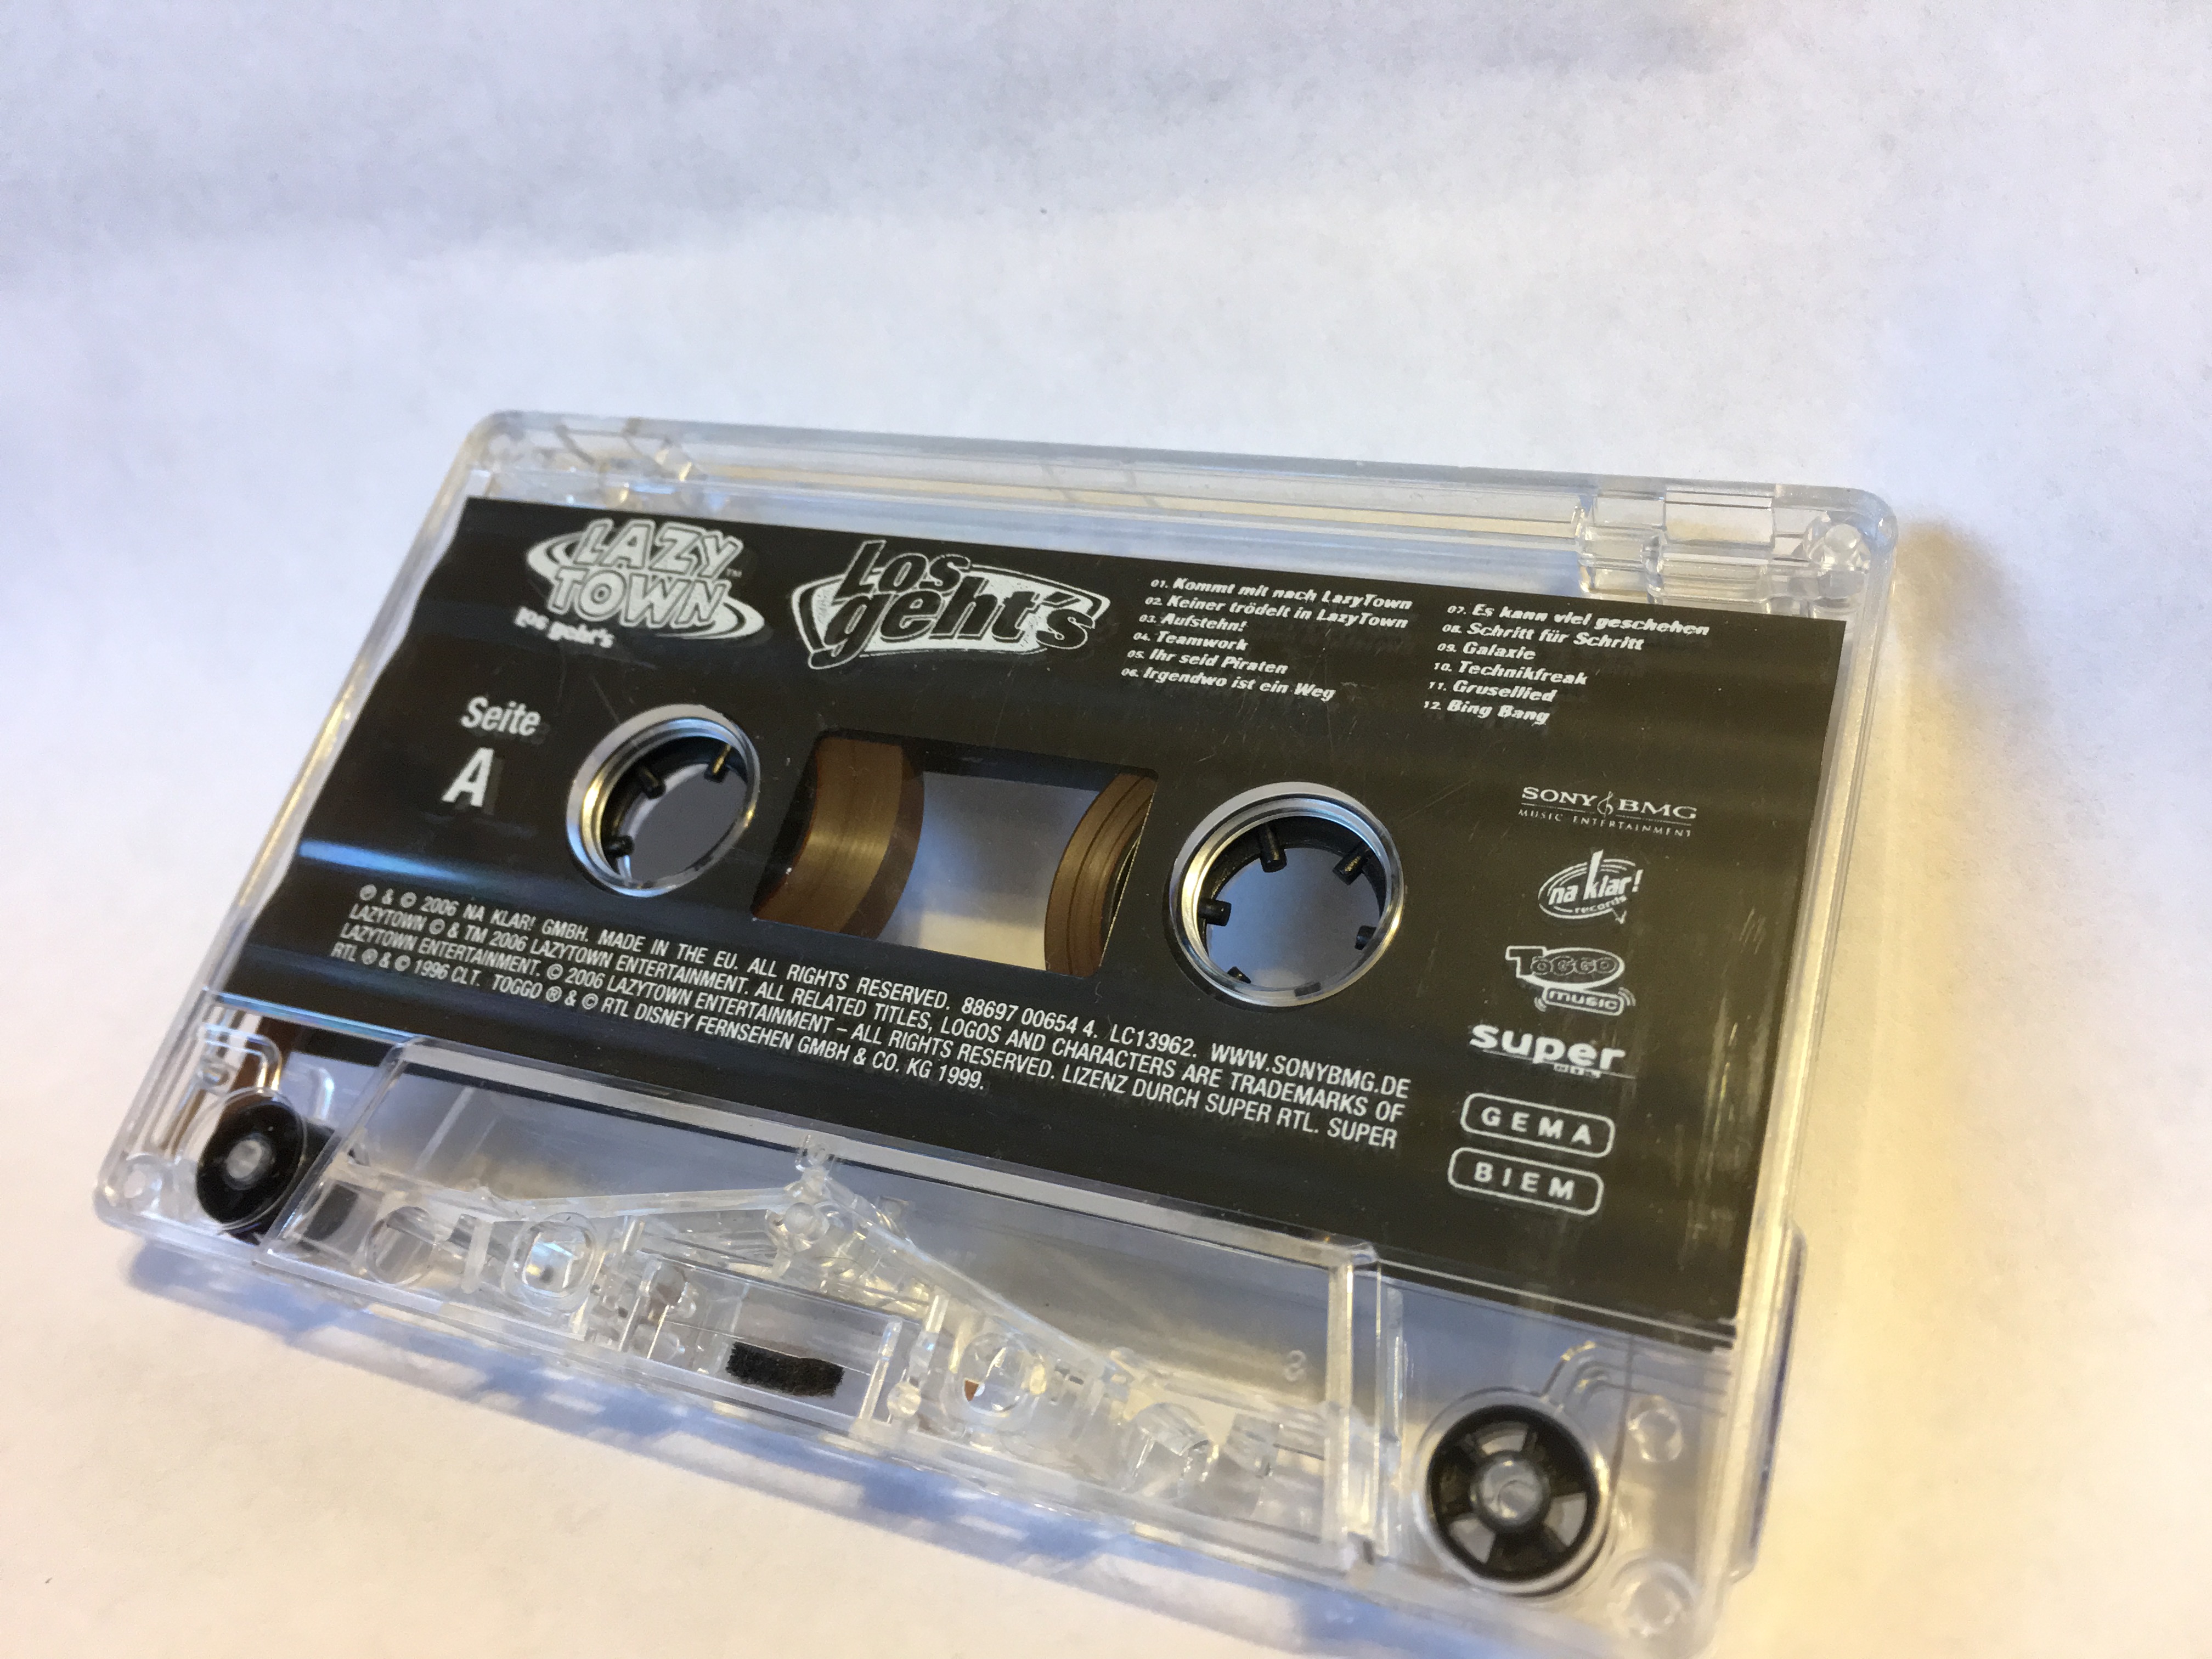 LAZY
TOWN™
Los geht's
Los
geht's
01. Kommt mit nach LazyTown
02. Keiner trödelt in LazyTown
03. Aufstehn!
04. Teamwork
05. Ihr seid Piraten
06. Irgendwo ist ein Weg
07. Es kann viel geschehen
08. Schritt für Schritt
09. Galaxie
10. Technikfreak
11. Grusellied
12. Bing Bang
Seite
A
SONY BMG
MUSIC ENTERTAINMENT
na klar!
records
TOGGO
music
super
RTL
GEMA
BIEM
℗ & © 2006 NA KLAR! GMBH. MADE IN THE EU. ALL RIGHTS RESERVED. 88697 00654 4. LC13962. WWW.SONYBMG.DE
LAZYTOWN © & TM 2006 LAZYTOWN ENTERTAINMENT. ALL RELATED TITLES, LOGOS AND CHARACTERS ARE TRADEMARKS OF
LAZYTOWN ENTERTAINMENT. © 2006 LAZYTOWN ENTERTAINMENT – ALL RIGHTS RESERVED. LIZENZ DURCH SUPER RTL. SUPER
RTL ® & © 1996 CLT. TOGGO ® & © RTL DISNEY FERNSEHEN GMBH & CO. KG 1999.
3